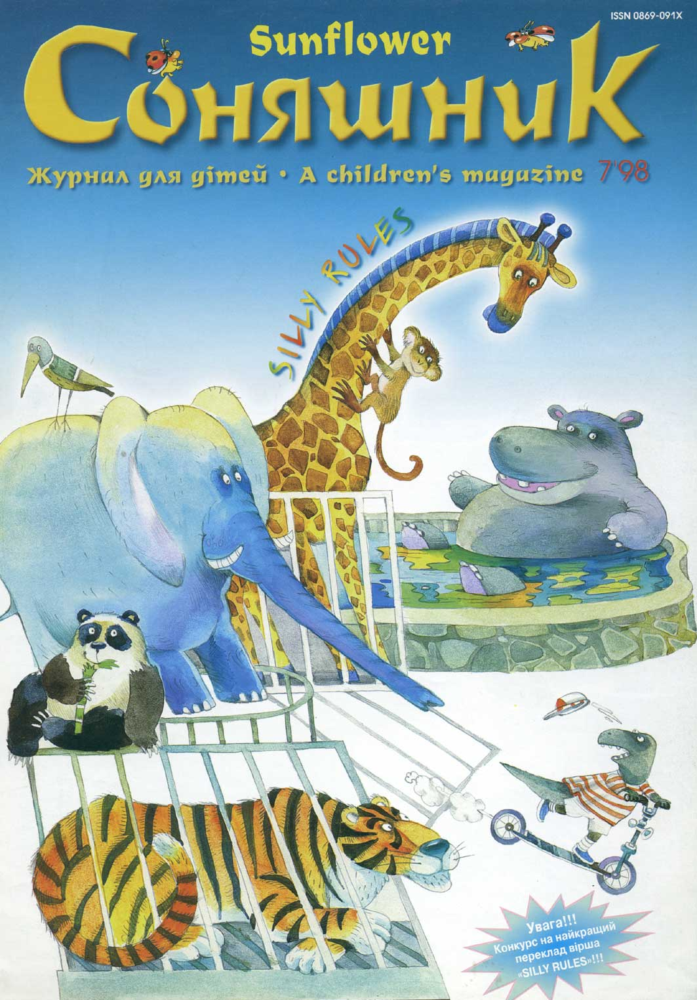 ISSN 0869-091X
Sunflower
Соняшник
Журнал для дітей • A children's magazine 7'98
SILLY RULES
Увага!!!
Конкурс на найкращий
переклад вірша
«SILLY RULES»!!!